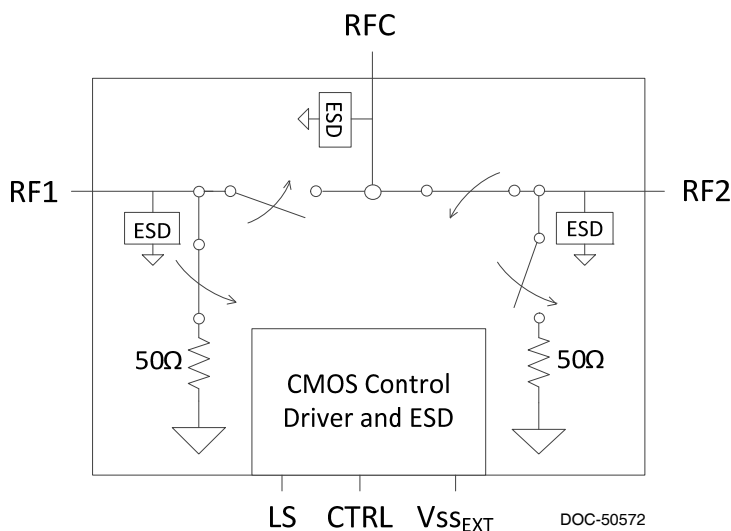 RFC
ESD
RF1
RF2
ESD
ESD
50Ω
50Ω
CMOS Control
Driver and ESD
LS
CTRL
VssEXT
DOC-50572